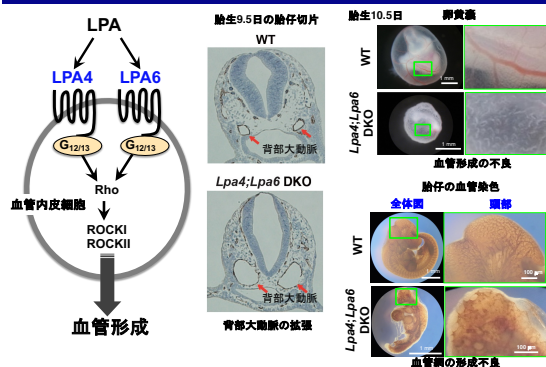 LPA
LPA4 LPA6
G12/13 G12/13
Rho
血管内皮細胞
ROCKI
ROCKII
血管形成
胎生9.5日の胎仔切片
WT
背部大動脈
Lpa4;Lpa6 DKO
背部大動脈
背部大動脈の拡張
胎生10.5日 卵黄嚢
WT
1 mm
Lpa4;Lpa6
DKO
1 mm
血管形成の不良
胎仔の血管染色
全体図 頭部
WT
1 mm
100 μm
Lpa4;Lpa6
DKO
1 mm
100 μm
血管網の形成不良